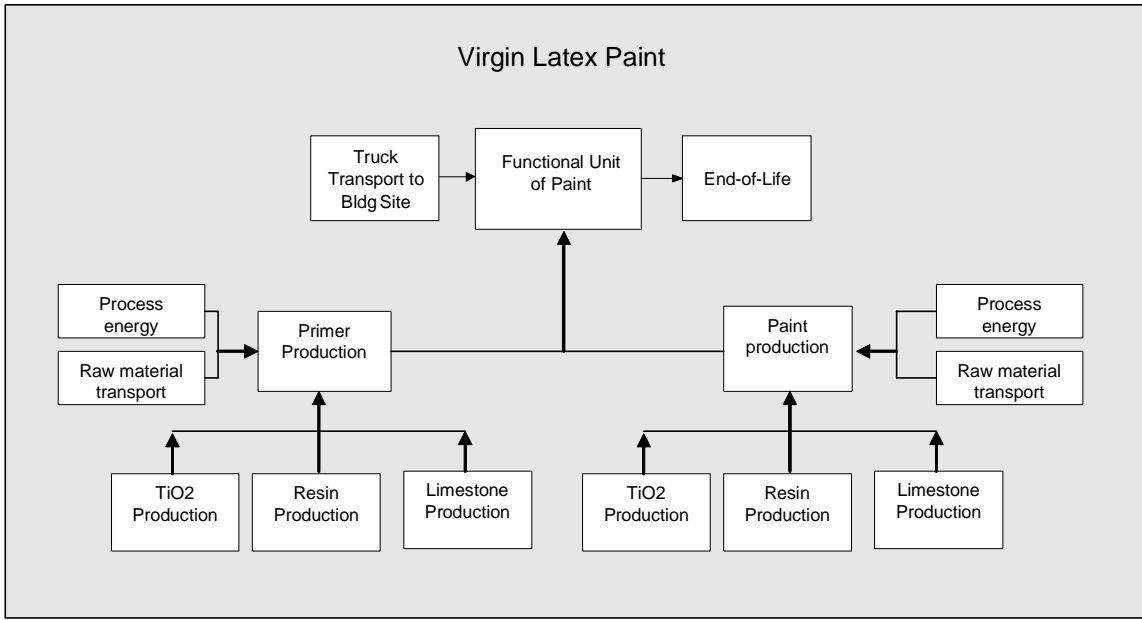 Virgin Latex Paint
Truck
Transport to
Bldg Site
Functional Unit
of Paint
End-of-Life
Process
energy
Raw material
transport
Primer
Production
Paint
production
Process
energy
Raw material
transport
TiO2
Production
Resin
Production
Limestone
Production
TiO2
Production
Resin
Production
Limestone
Production